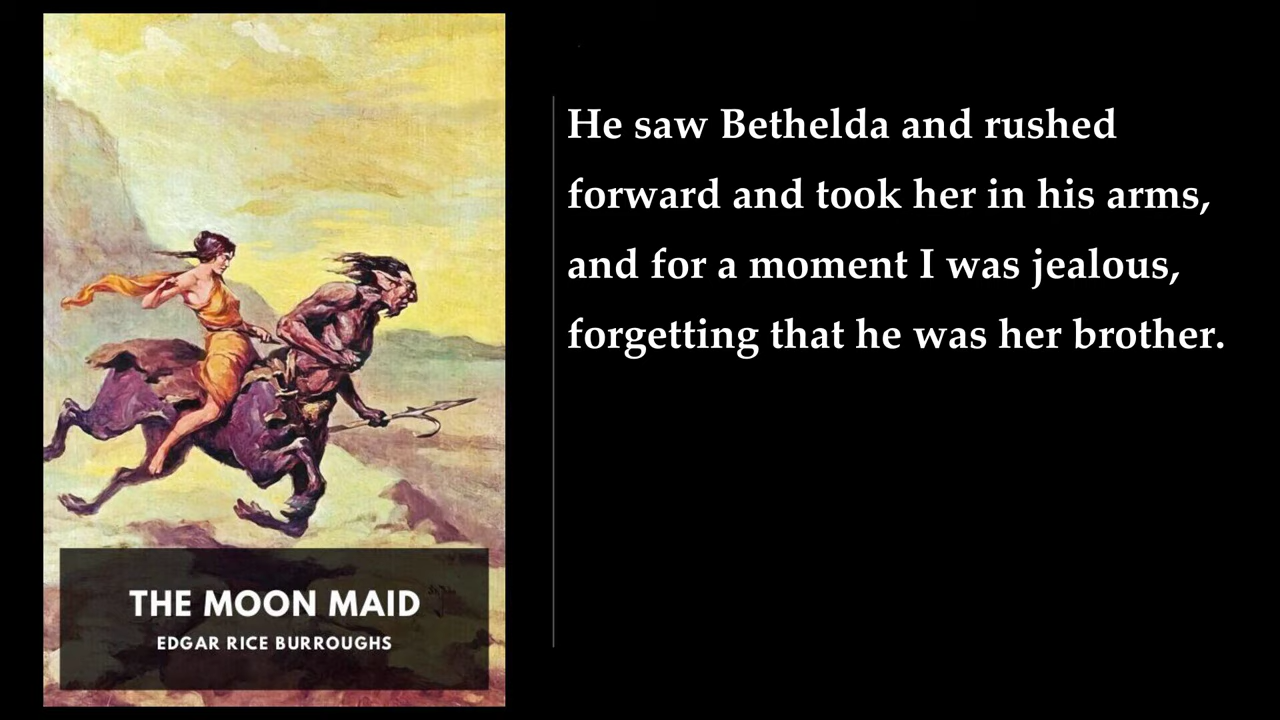 He saw Bethelda and rushed
forward and took her in his arms,
and for a moment I was jealous,
forgetting that he was her brother.
THE MOON MAID
EDGAR RICE BURROUGHS